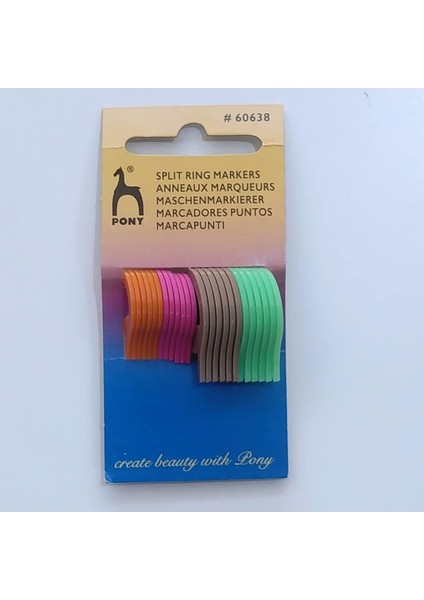 # 60638
®
PONY
SPLIT RING MARKERS
ANNEAUX MARQUEURS
MASCHENMARKIERER
MARCADORES PUNTOS
MARCAPUNTI
create beauty with Pony